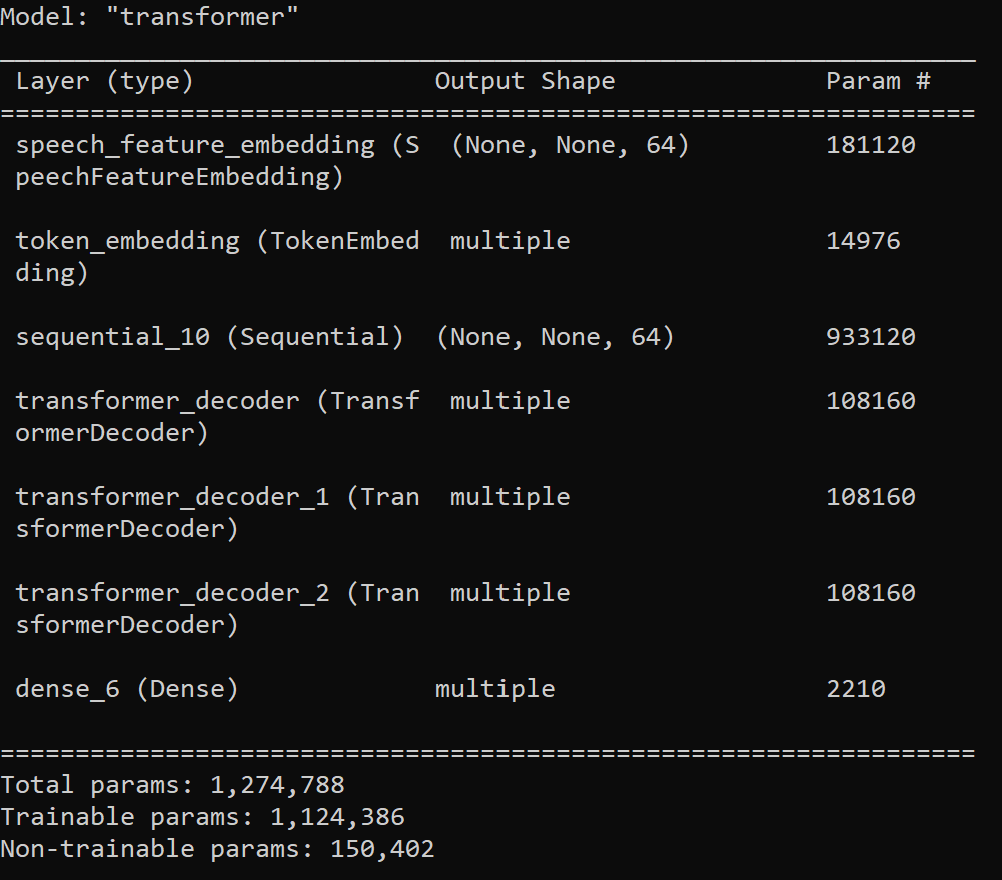 Model: "transformer"
_________________________________________________________________
Layer (type) Output Shape Param #
=================================================================
speech_feature_embedding (S (None, None, 64) 181120
peechFeatureEmbedding)
token_embedding (TokenEmbed multiple 14976
ding)
sequential_10 (Sequential) (None, None, 64) 933120
transformer_decoder (Transf multiple 108160
ormerDecoder)
transformer_decoder_1 (Tran multiple 108160
sformerDecoder)
transformer_decoder_2 (Tran multiple 108160
sformerDecoder)
dense_6 (Dense) multiple 2210
=================================================================
Total params: 1,274,788
Trainable params: 1,124,386
Non-trainable params: 150,402